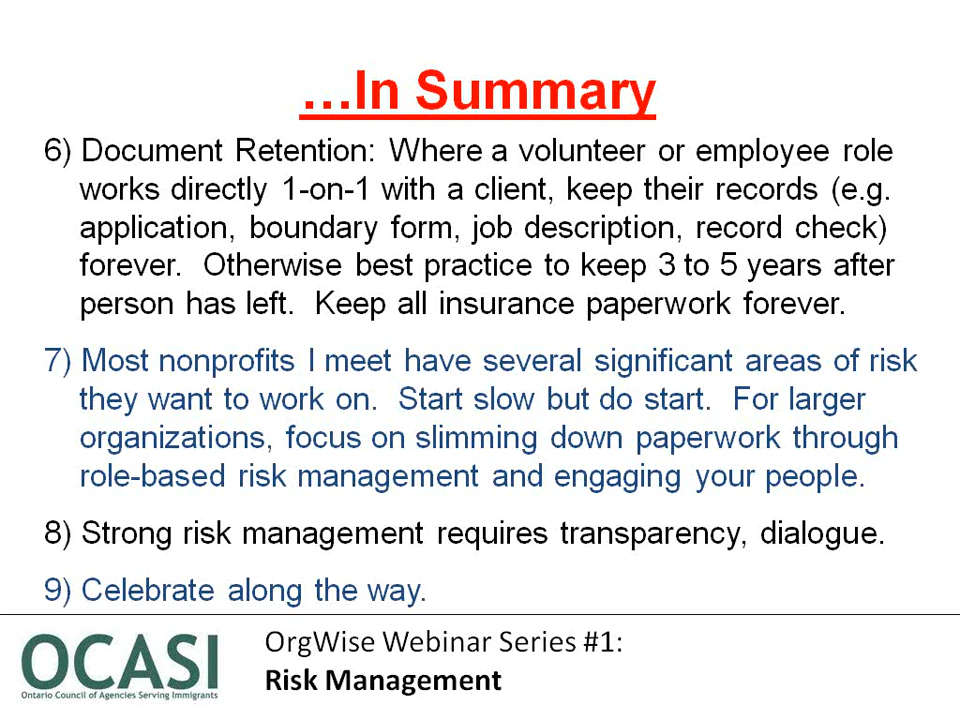 ...In Summary
6) Document Retention: Where a volunteer or employee role
works directly 1-on-1 with a client, keep their records (e.g.
application, boundary form, job description, record check)
forever. Otherwise best practice to keep 3 to 5 years after
person has left. Keep all insurance paperwork forever.
7) Most nonprofits I meet have several significant areas of risk
they want to work on. Start slow but do start. For larger
organizations, focus on slimming down paperwork through
role-based risk management and engaging your people.
8) Strong risk management requires transparency, dialogue.
9) Celebrate along the way.
OCASI
Ontario Council of Agencies Serving Immigrants
OrgWise Webinar Series #1:
Risk Management